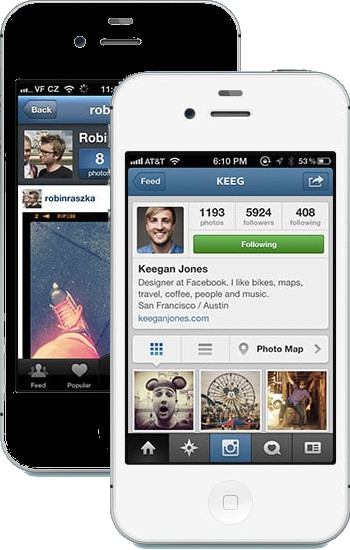 VF CZ
11:
Back
rob
Robi
8
photo
robinraszka
Feed
Popular
AT&T
6:10 PM
53%
Feed
KEEG
1193
5924
408
photos
followers
following
Following
Keegan Jones
Designer at Facebook. I like bikes, maps,
travel, coffee, people and music.
San Francisco / Austin
keeganjones.com
Photo Map